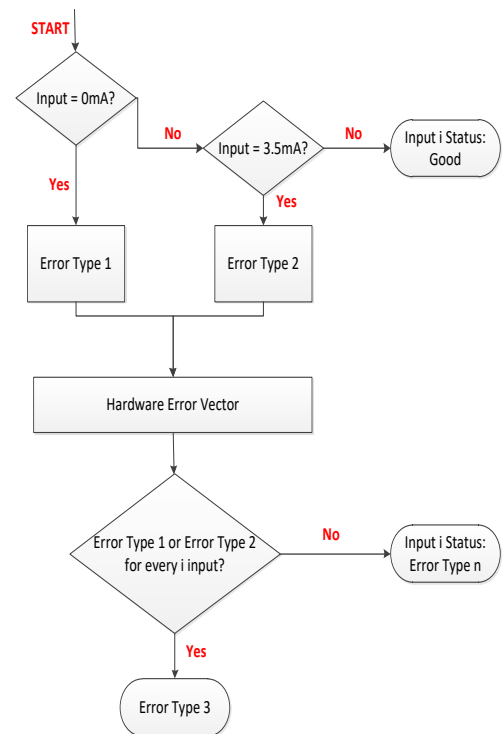 START
Input = 0mA?
No
Input = 3.5mA?
No
Input i Status:
Good
Yes
Yes
Error Type 1
Error Type 2
Hardware Error Vector
Error Type 1 or Error Type 2
for every i input?
No
Input i Status:
Error Type n
Yes
Error Type 3